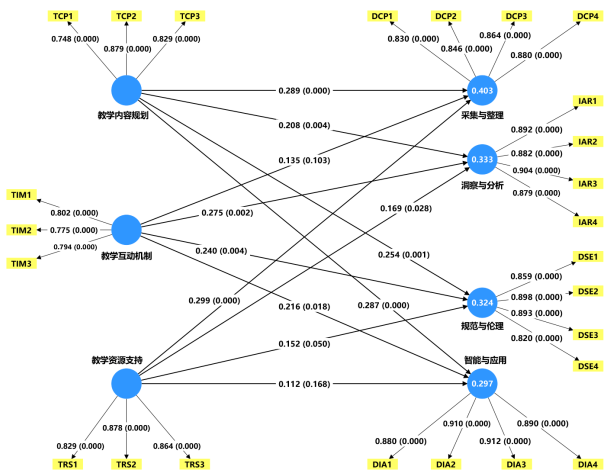 TCP1
TCP2
TCP3
DCP1
DCP2
DCP3
DCP4
0.748 (0.000)
0.879 (0.000)
0.829 (0.000)
0.830 (0.000)
0.846 (0.000)
0.864 (0.000)
0.880 (0.000)
教学内容规划
0.289 (0.000)
0.403
采集与整理
0.208 (0.004)
0.135 (0.103)
IAR1
IAR2
IAR3
IAR4
0.892 (0.000)
0.882 (0.000)
0.904 (0.000)
0.879 (0.000)
0.333
洞察与分析
0.169 (0.028)
0.275 (0.002)
TIM1
TIM2
TIM3
0.802 (0.000)
0.775 (0.000)
0.794 (0.000)
教学互动机制
0.240 (0.004)
0.254 (0.001)
0.299 (0.000)
0.216 (0.018)
0.287 (0.000)
DSE1
DSE2
DSE3
DSE4
0.859 (0.000)
0.898 (0.000)
0.893 (0.000)
0.820 (0.000)
0.324
规范与伦理
0.152 (0.050)
教学资源支持
智能与应用
0.112 (0.168)
0.297
0.829 (0.000)
0.878 (0.000)
0.864 (0.000)
0.880 (0.000)
0.910 (0.000)
0.912 (0.000)
0.890 (0.000)
TRS1
TRS2
TRS3
DIA1
DIA2
DIA3
DIA4